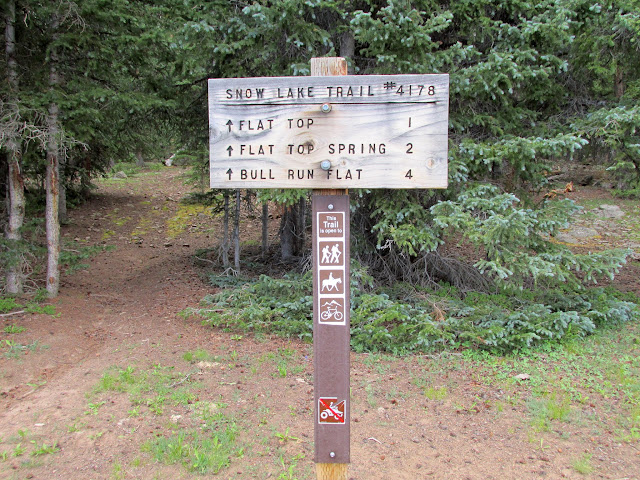 SNOW LAKE TRAIL #4178
↑ FLAT TOP 1
↑ FLAT TOP SPRING 2
↑ BULL RUN FLAT 4
This
Trail
is open to